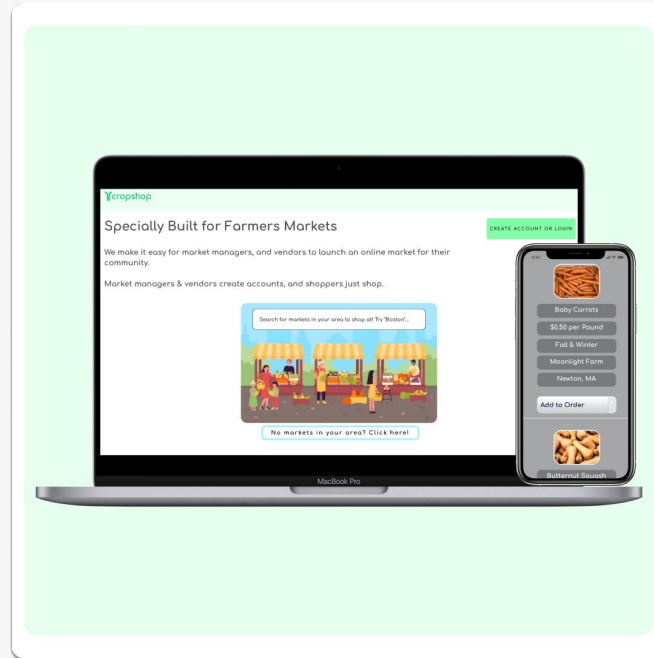 cropshop
Specially Built for Farmers Markets
CREATE ACCOUNT OR LOGIN
We make it easy for market managers, and vendors to launch an online market for their
community.
Market managers & vendors create accounts, and shoppers just shop.
Search for markets in your area to shop at! Try "Boston"...
No markets in your area? Click here!
MacBook Pro
Baby Carrots
$0.50 per Pound
Fall & Winter
Moonlight Farm
Newton, MA
Add to Order
Butternut Squash